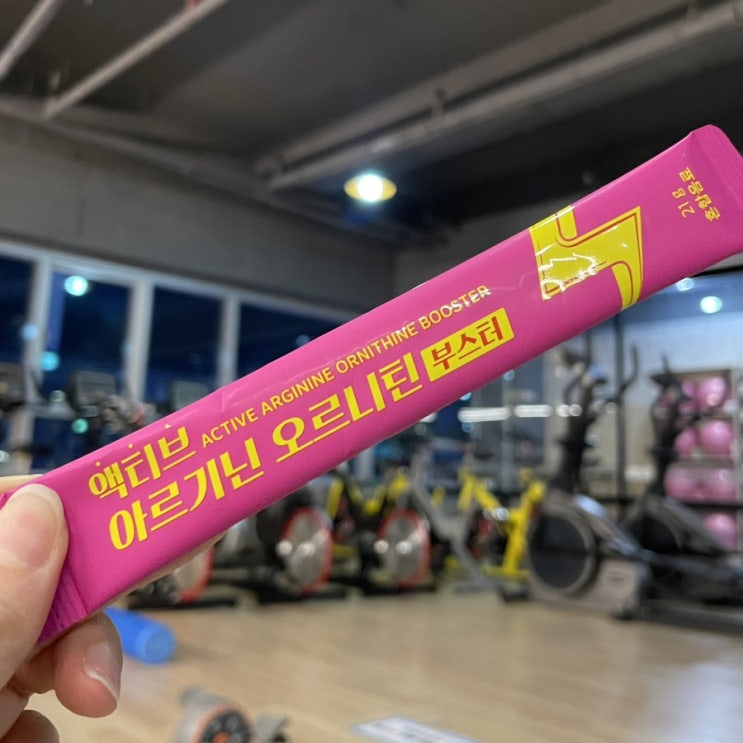 액티브 ACTIVE ARGININE ORNITHINE BOOSTER
아르기닌 오르니틴 부스터
21g
혼합음료